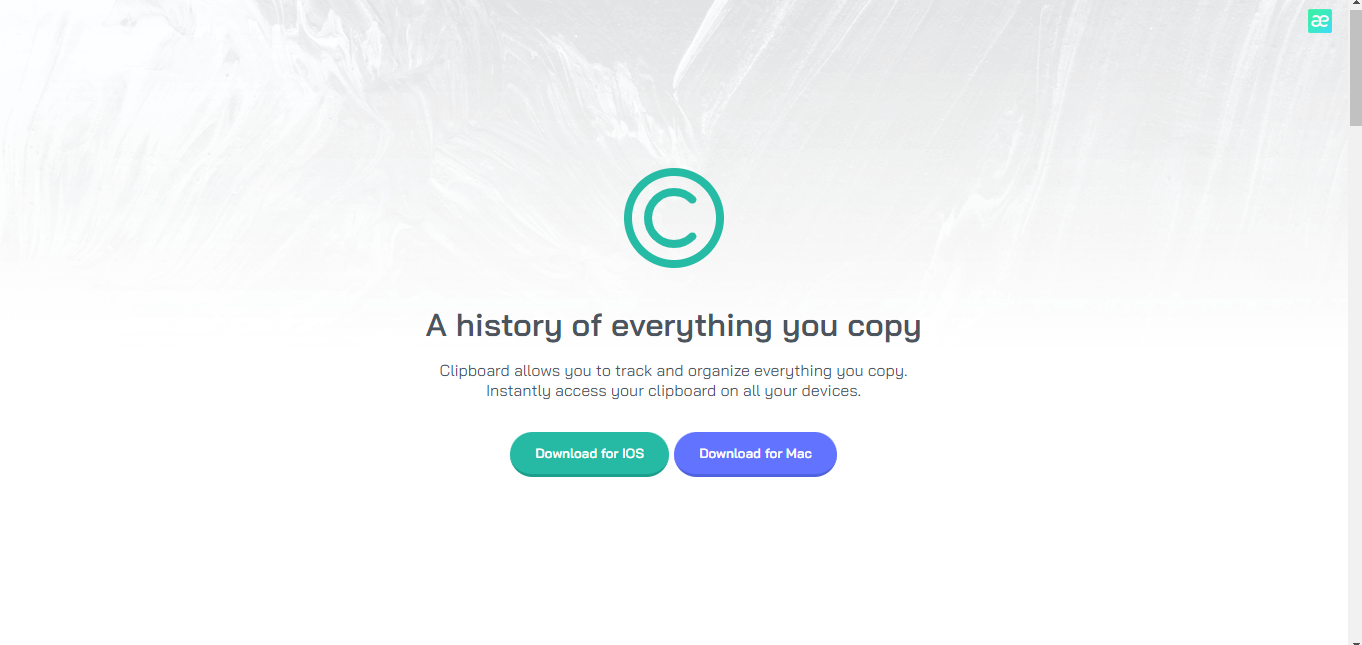 æ
C
A history of everything you copy
Clipboard allows you to track and organize everything you copy.
Instantly access your clipboard on all your devices.
Download for IOS
Download for Mac